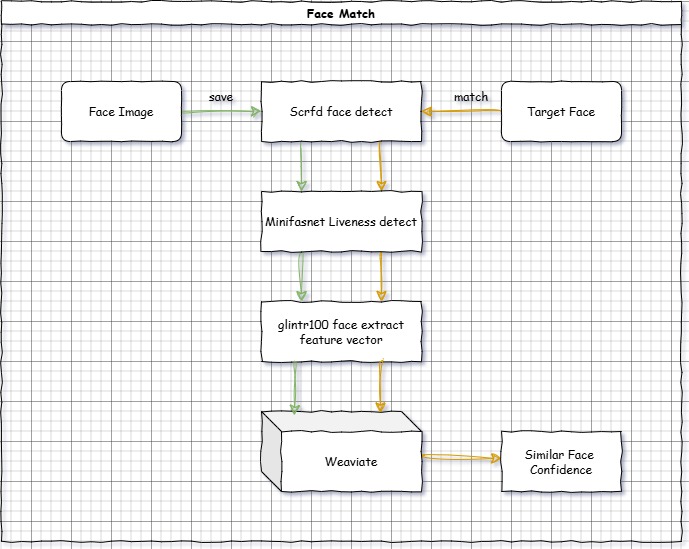 Face Match
save
match
Face Image
Scrfd face detect
Target Face
Minifasnet Liveness detect
glintr100 face extract
feature vector
Weaviate
Similar Face
Confidence